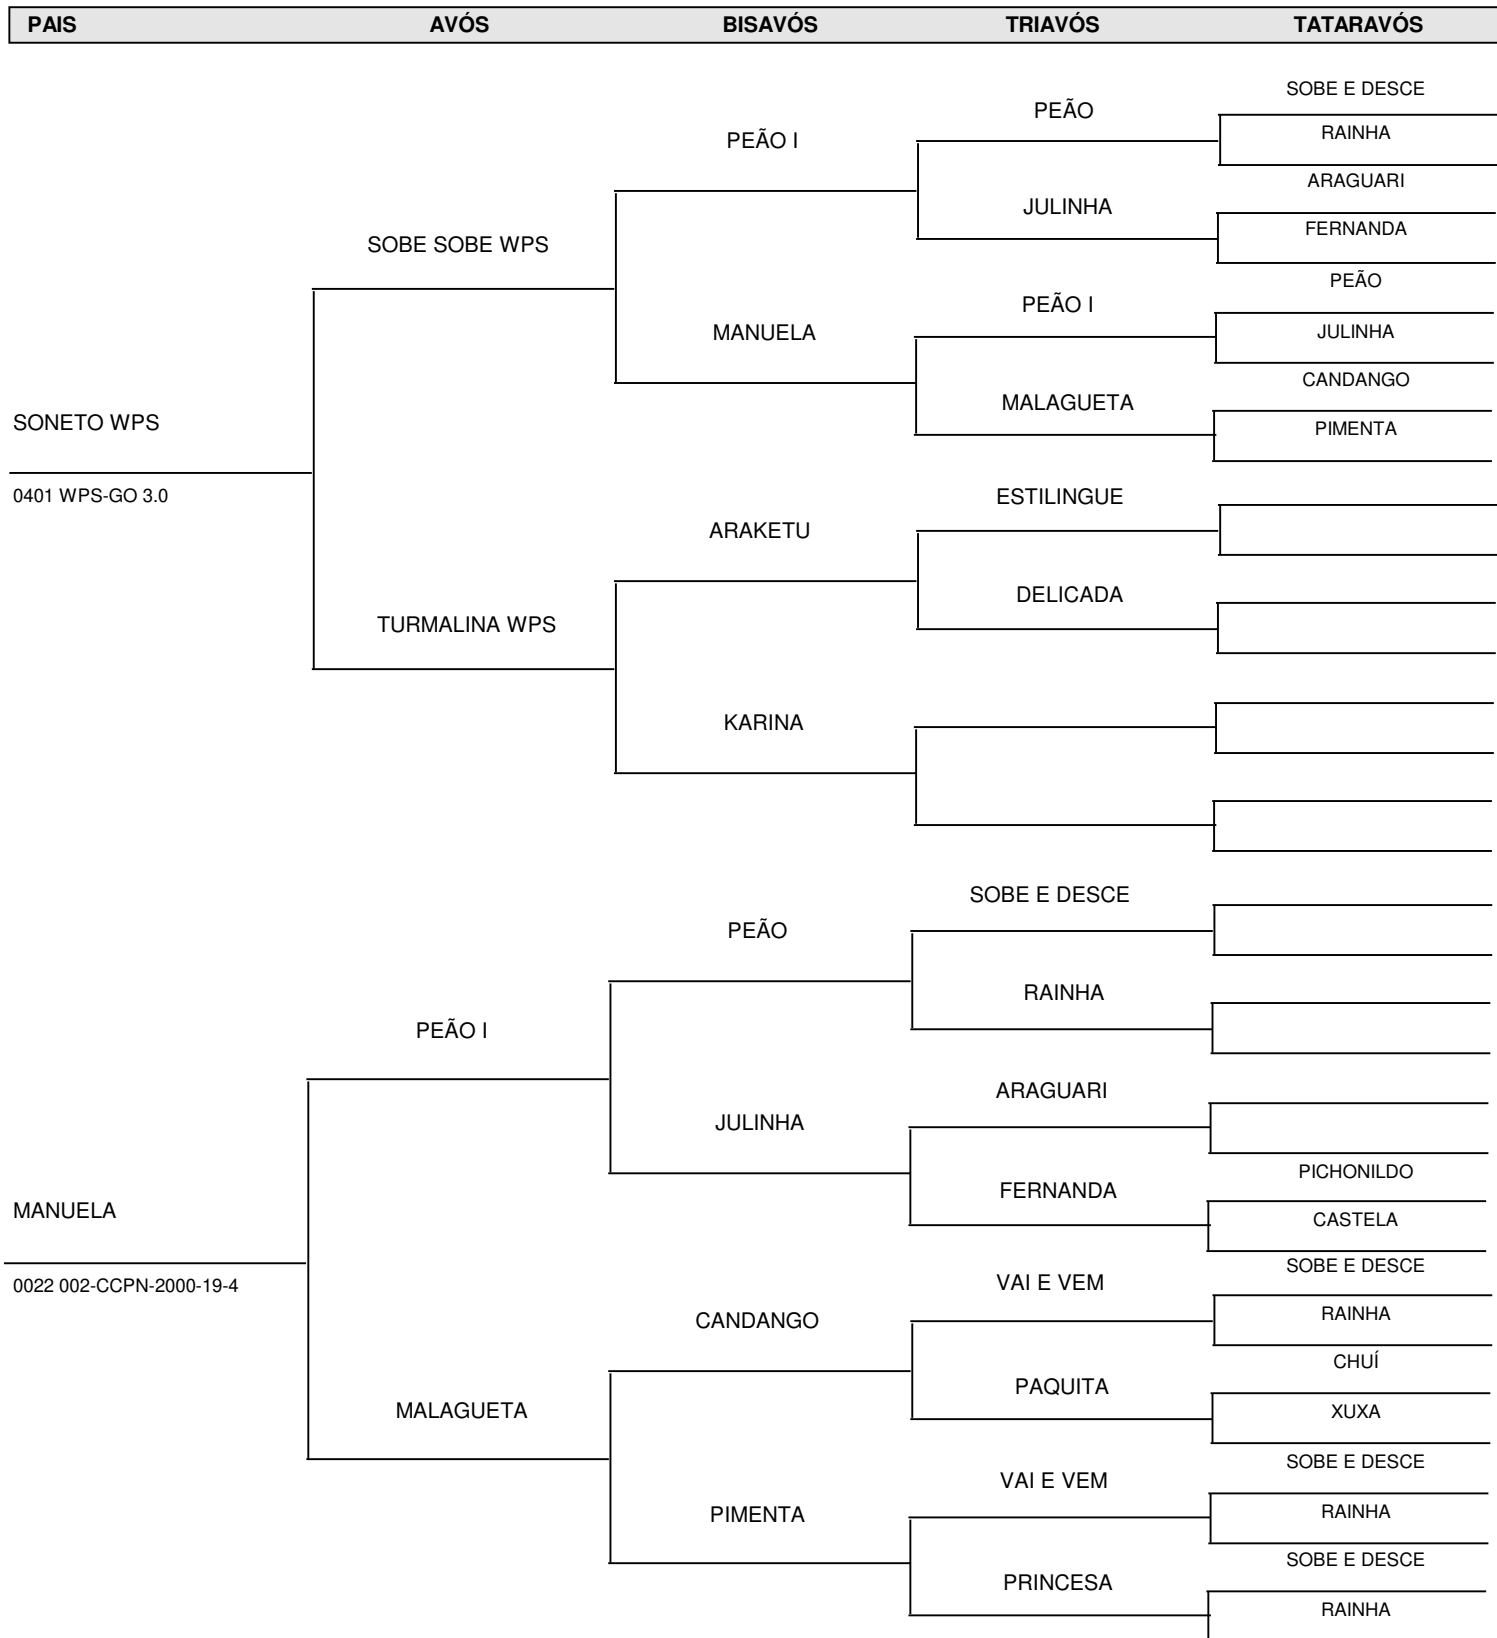 PAIS AVÓS BISAVÓS TRIAVÓS TATARAVÓS
SOBE E DESCE
PEÃO
RAINHA
PEÃO I
ARAGUARI
JULINHA
FERNANDA
SOBE SOBE WPS
PEÃO
PEÃO I
JULINHA
MANUELA
CANDANGO
MALAGUETA
SONETO WPS
PIMENTA
0401 WPS-GO 3.0
ESTILINGUE
ARAKETU
DELICADA
TURMALINA WPS
KARINA
SOBE E DESCE
PEÃO
RAINHA
PEÃO I
ARAGUARI
JULINHA
PICHONILDO
FERNANDA
MANUELA
CASTELA
SOBE E DESCE
0022 002-CCPN-2000-19-4
VAI E VEM
RAINHA
CANDANGO
CHUÍ
PAQUITA
MALAGUETA
XUXA
SOBE E DESCE
VAI E VEM
RAINHA
PIMENTA
SOBE E DESCE
PRINCESA
RAINHA